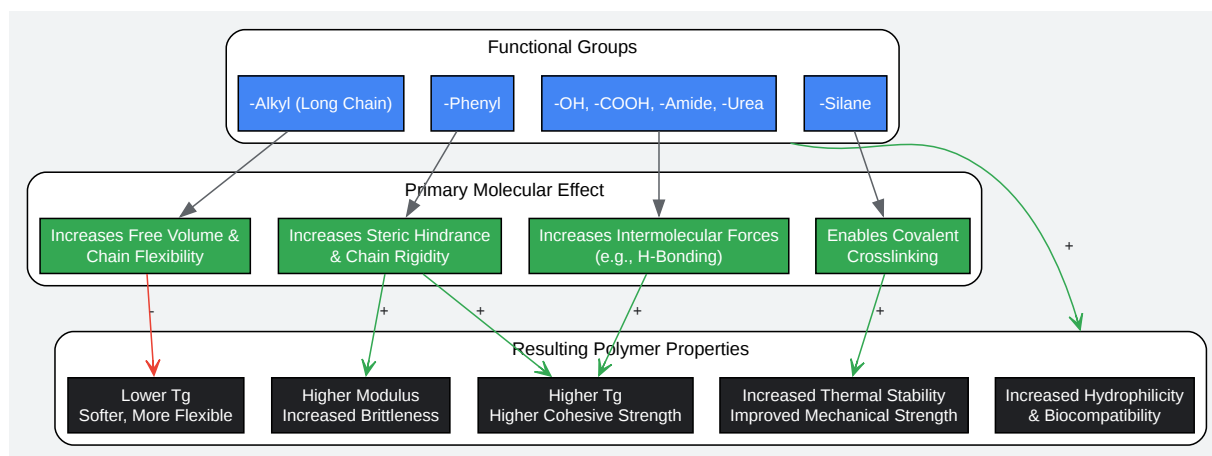 Functional Groups
-Alkyl (Long Chain)
-Phenyl
-OH, -COOH, -Amide, -Urea
-Silane
Primary Molecular Effect
Increases Free Volume &
Chain Flexibility
Increases Steric Hindrance
& Chain Rigidity
Increases Intermolecular Forces
(e.g., H-Bonding)
Enables Covalent
Crosslinking
+
-
+
+
+
+
Resulting Polymer Properties
Lower Tg
Softer, More Flexible
Higher Modulus
Increased Brittleness
Higher Tg
Higher Cohesive Strength
Increased Thermal Stability
Improved Mechanical Strength
Increased Hydrophilicity
& Biocompatibility